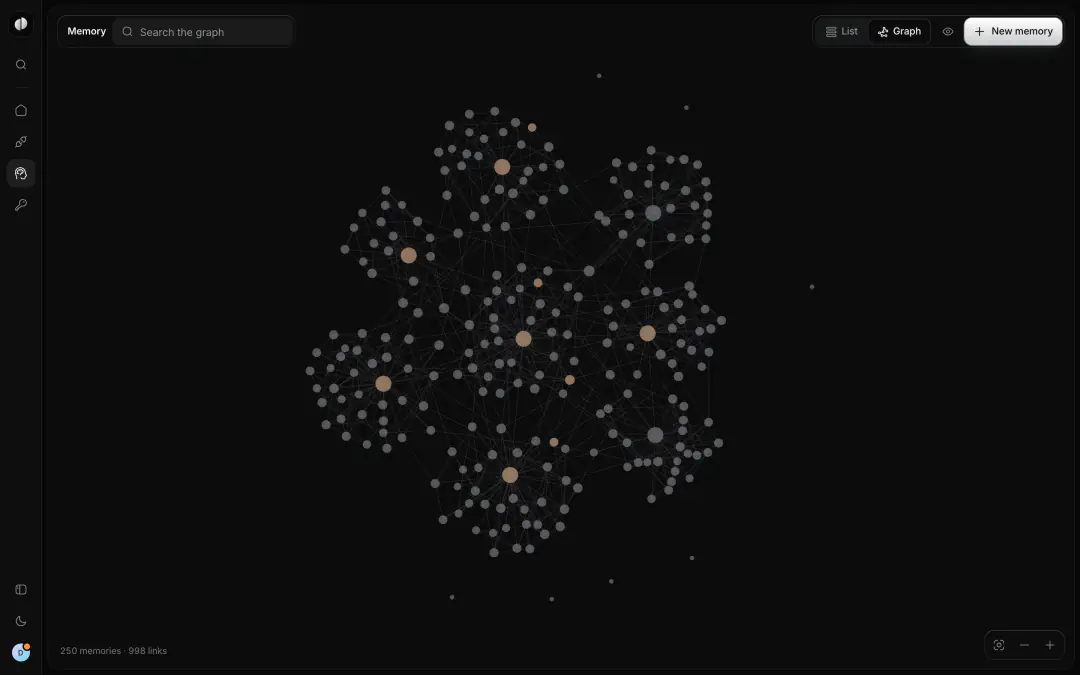 Memory
Search the graph
List
Graph
New memory
250 memories · 998 links
D